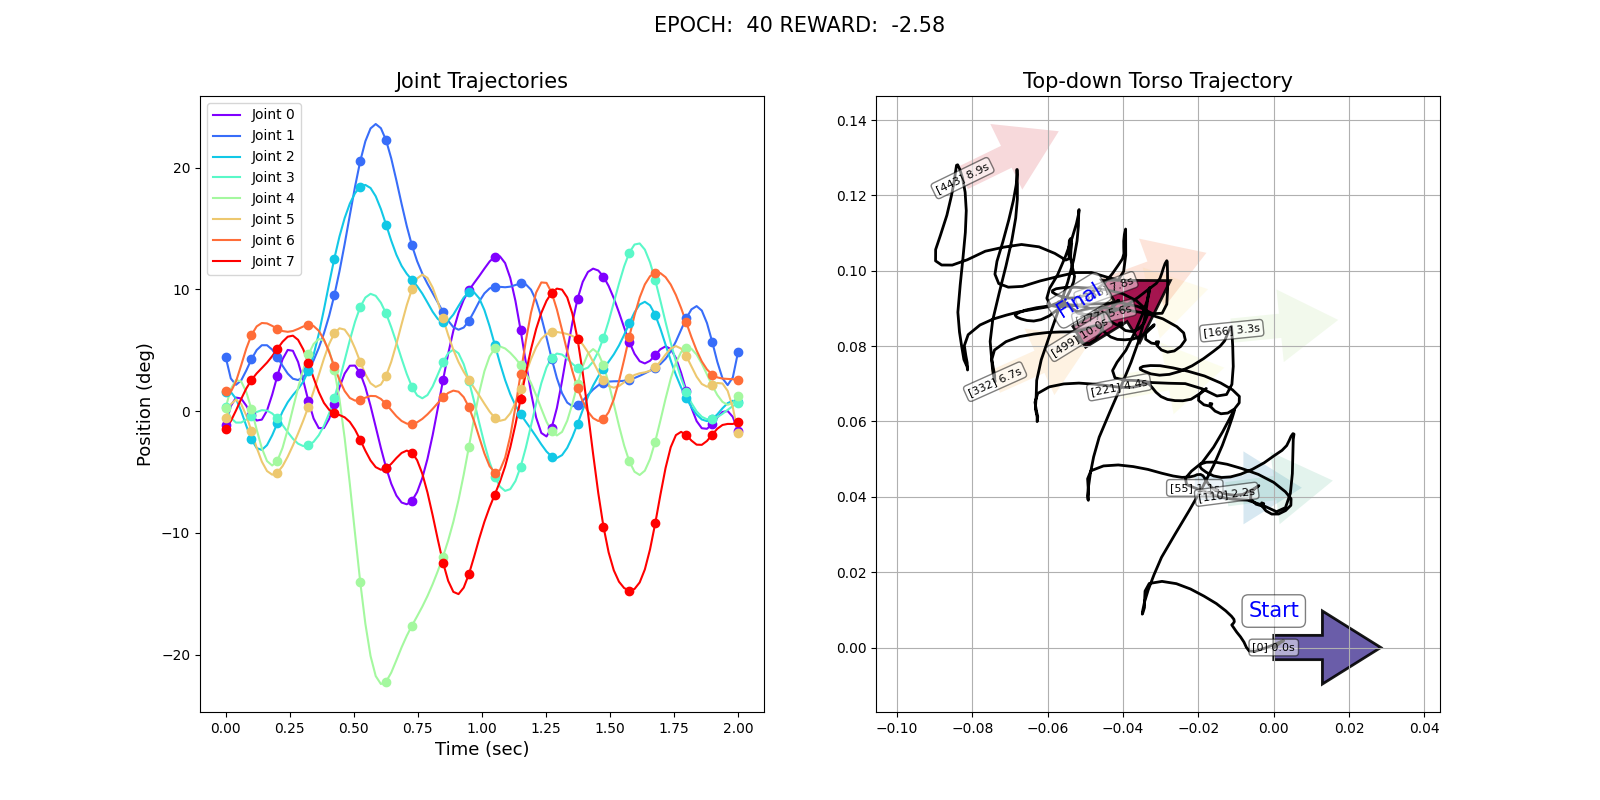 EPOCH:  40 REWARD:  -2.58
Joint Trajectories
Joint 0
Joint 1
Joint 2
Joint 3
Joint 4
Joint 5
Joint 6
Joint 7
20
10
0
−10
−20
Position (deg)
0.00 0.25 0.50 0.75 1.00 1.25 1.50 1.75 2.00
Time (sec)
Top-down Torso Trajectory
0.14
0.12
0.10
0.08
0.06
0.04
0.02
0.00
[443] 8.9s
7.8s
Final
[277] 5.6s
[499] 10.0s
[166] 3.3s
[332] 6.7s
[221] 4.4s
[55] 1.1s
[110] 2.2s
Start
[0] 0.0s
−0.10 −0.08 −0.06 −0.04 −0.02 0.00 0.02 0.04